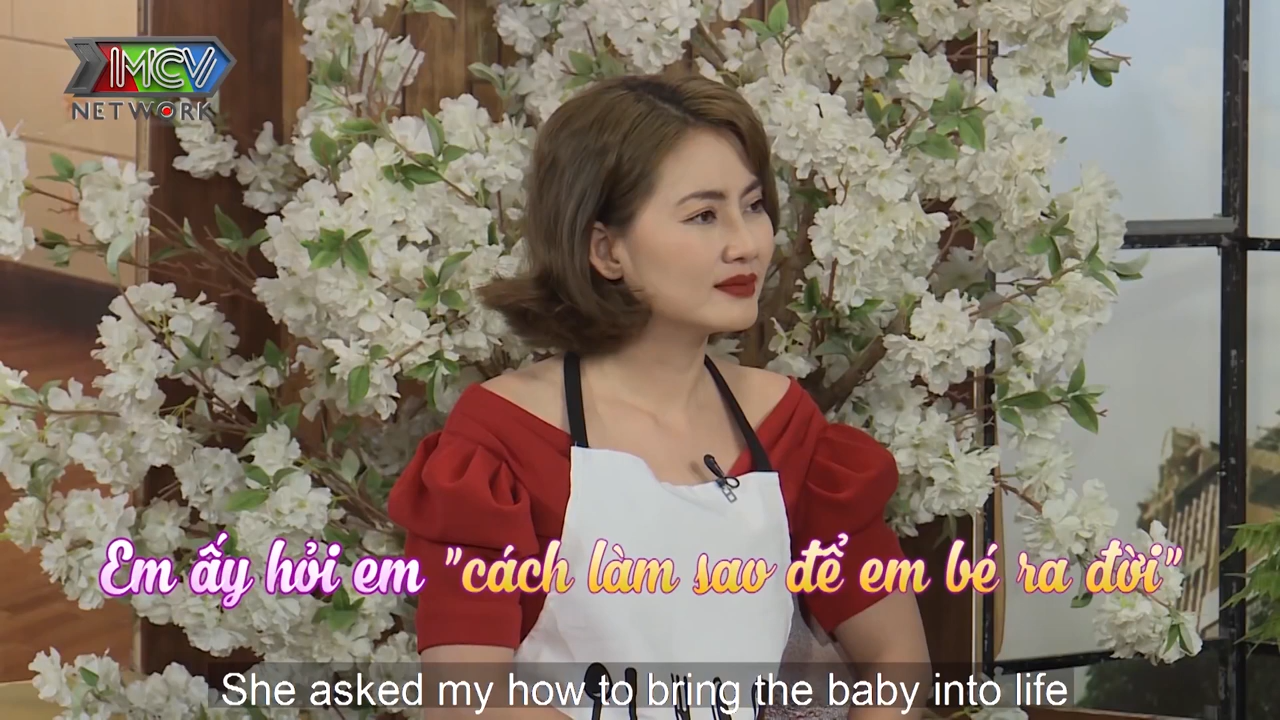 MCV
NETWORK
Em ấy hỏi em "cách làm sao để em bé ra đời"
She asked my how to bring the baby into life